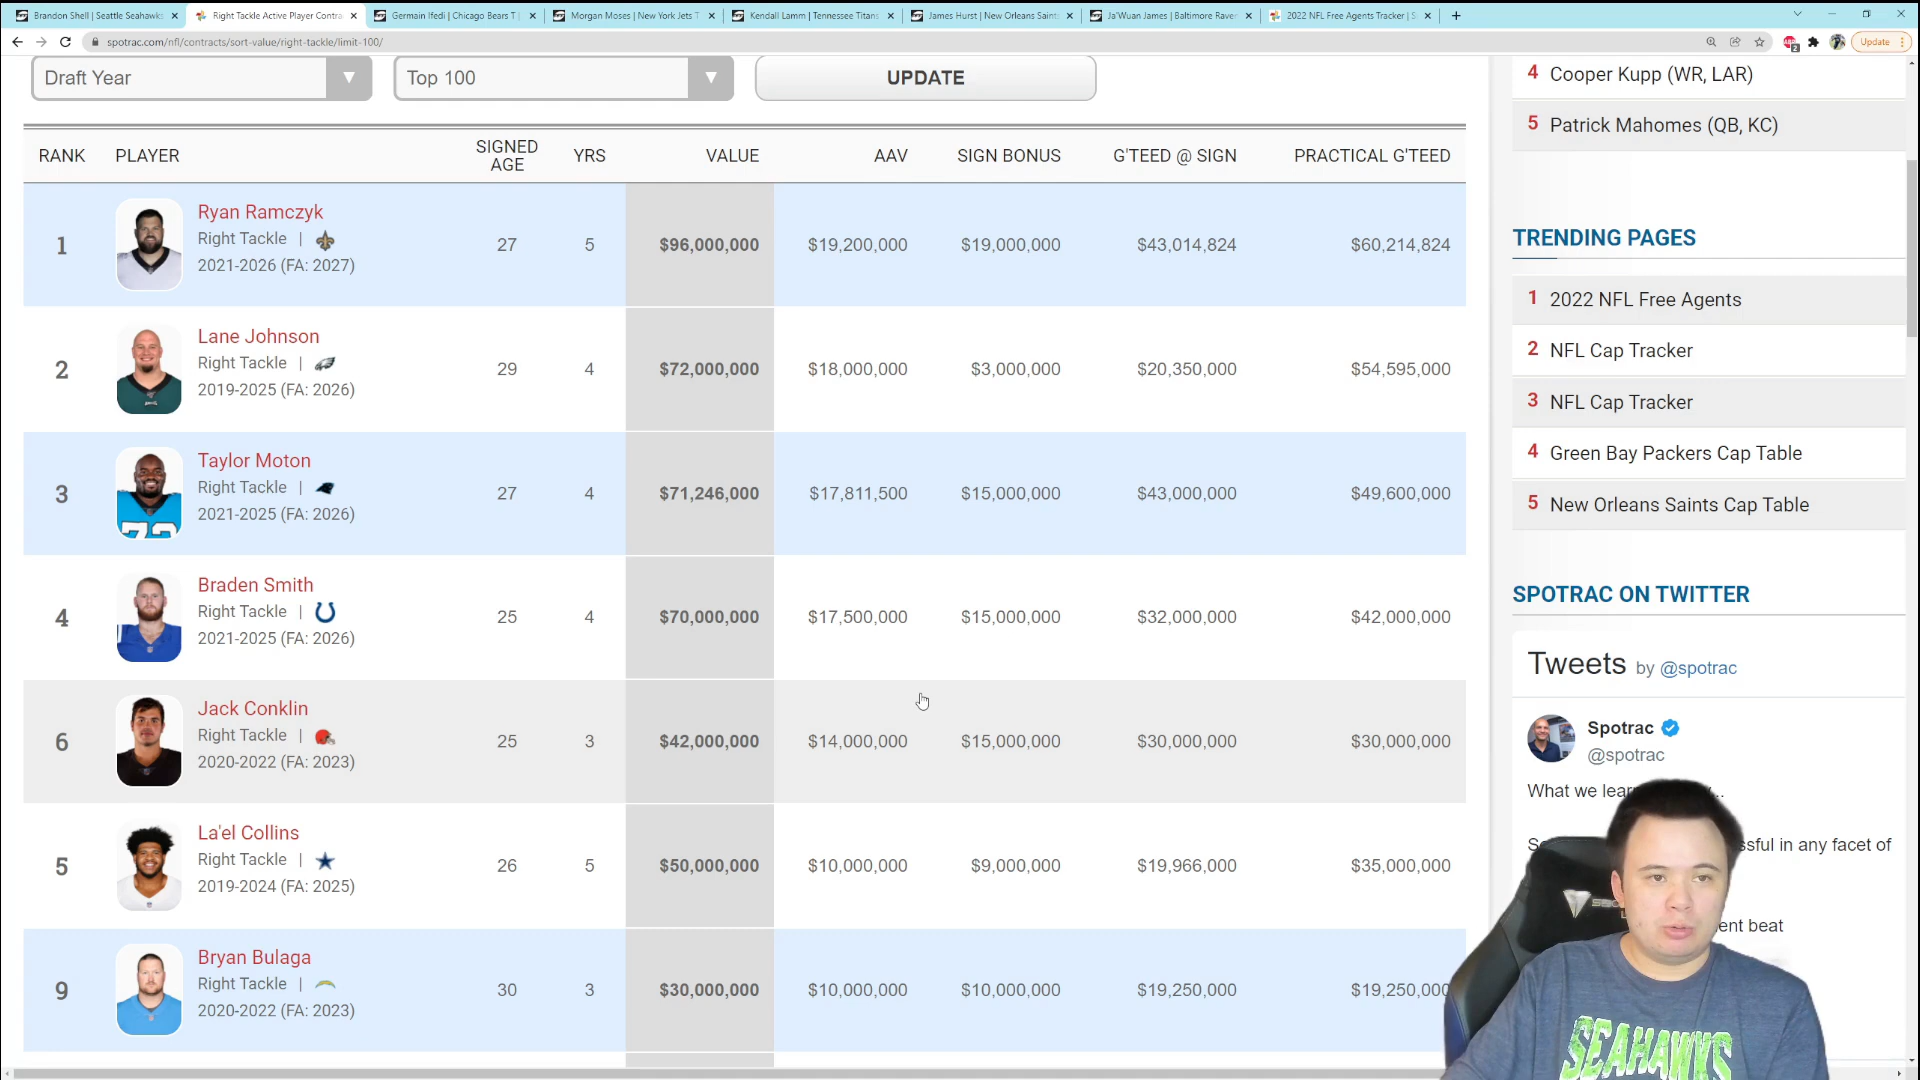 Brandon Shell | Seattle Seahawks
Right Tackle Active Player Contra
Germain Ifedi | Chicago Bears T |
Morgan Moses | New York Jets T
Kendall Lamm | Tennessee Titans
James Hurst | New Orleans Saint
Ja'Wuan James | Baltimore Raver
2022 NFL Free Agents Tracker | S
spotrac.com/nfl/contracts/sort-value/right-tackle/limit-100/
Update
Draft Year
Top 100
UPDATE
RANK PLAYER SIGNED AGE YRS VALUE AAV SIGN BONUS G'TEED @ SIGN PRACTICAL G'TEED
Ryan Ramczyk
1 Right Tackle | 27 5 $96,000,000 $19,200,000 $19,000,000 $43,014,824 $60,214,824
2021-2026 (FA: 2027)
Lane Johnson
2 Right Tackle | 29 4 $72,000,000 $18,000,000 $3,000,000 $20,350,000 $54,595,000
2019-2025 (FA: 2026)
Taylor Moton
3 Right Tackle | 27 4 $71,246,000 $17,811,500 $15,000,000 $43,000,000 $49,600,000
2021-2025 (FA: 2026)
Braden Smith
4 Right Tackle | 25 4 $70,000,000 $17,500,000 $15,000,000 $32,000,000 $42,000,000
2021-2025 (FA: 2026)
Jack Conklin
6 Right Tackle | 25 3 $42,000,000 $14,000,000 $15,000,000 $30,000,000 $30,000,000
2020-2022 (FA: 2023)
La'el Collins
5 Right Tackle | 26 5 $50,000,000 $10,000,000 $9,000,000 $19,966,000 $35,000,000
2019-2024 (FA: 2025)
Bryan Bulaga
9 Right Tackle | 30 3 $30,000,000 $10,000,000 $10,000,000 $19,250,000 $19,250,000
2020-2022 (FA: 2023)
4 Cooper Kupp (WR, LAR)
5 Patrick Mahomes (QB, KC)
TRENDING PAGES
1 2022 NFL Free Agents
2 NFL Cap Tracker
3 NFL Cap Tracker
4 Green Bay Packers Cap Table
5 New Orleans Saints Cap Table
SPOTRAC ON TWITTER
Tweets by @spotrac
Spotrac
@spotrac
What we
ssful in any facet of
ent beat
SEAHAWKS